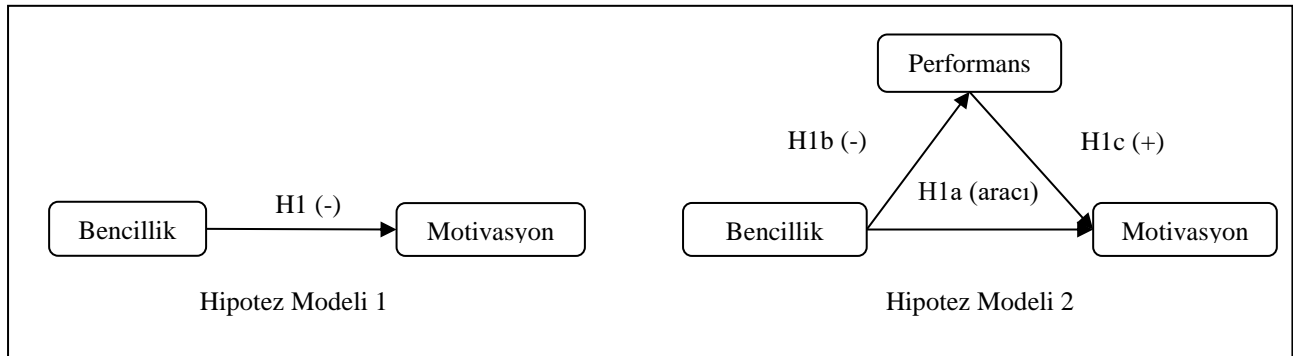 Performans
H1b (-)
H1c (+)
H1a (aracı)
H1 (-)
Bencillik
Motivasyon
Bencillik
Motivasyon
Hipotez Modeli 1
Hipotez Modeli 2